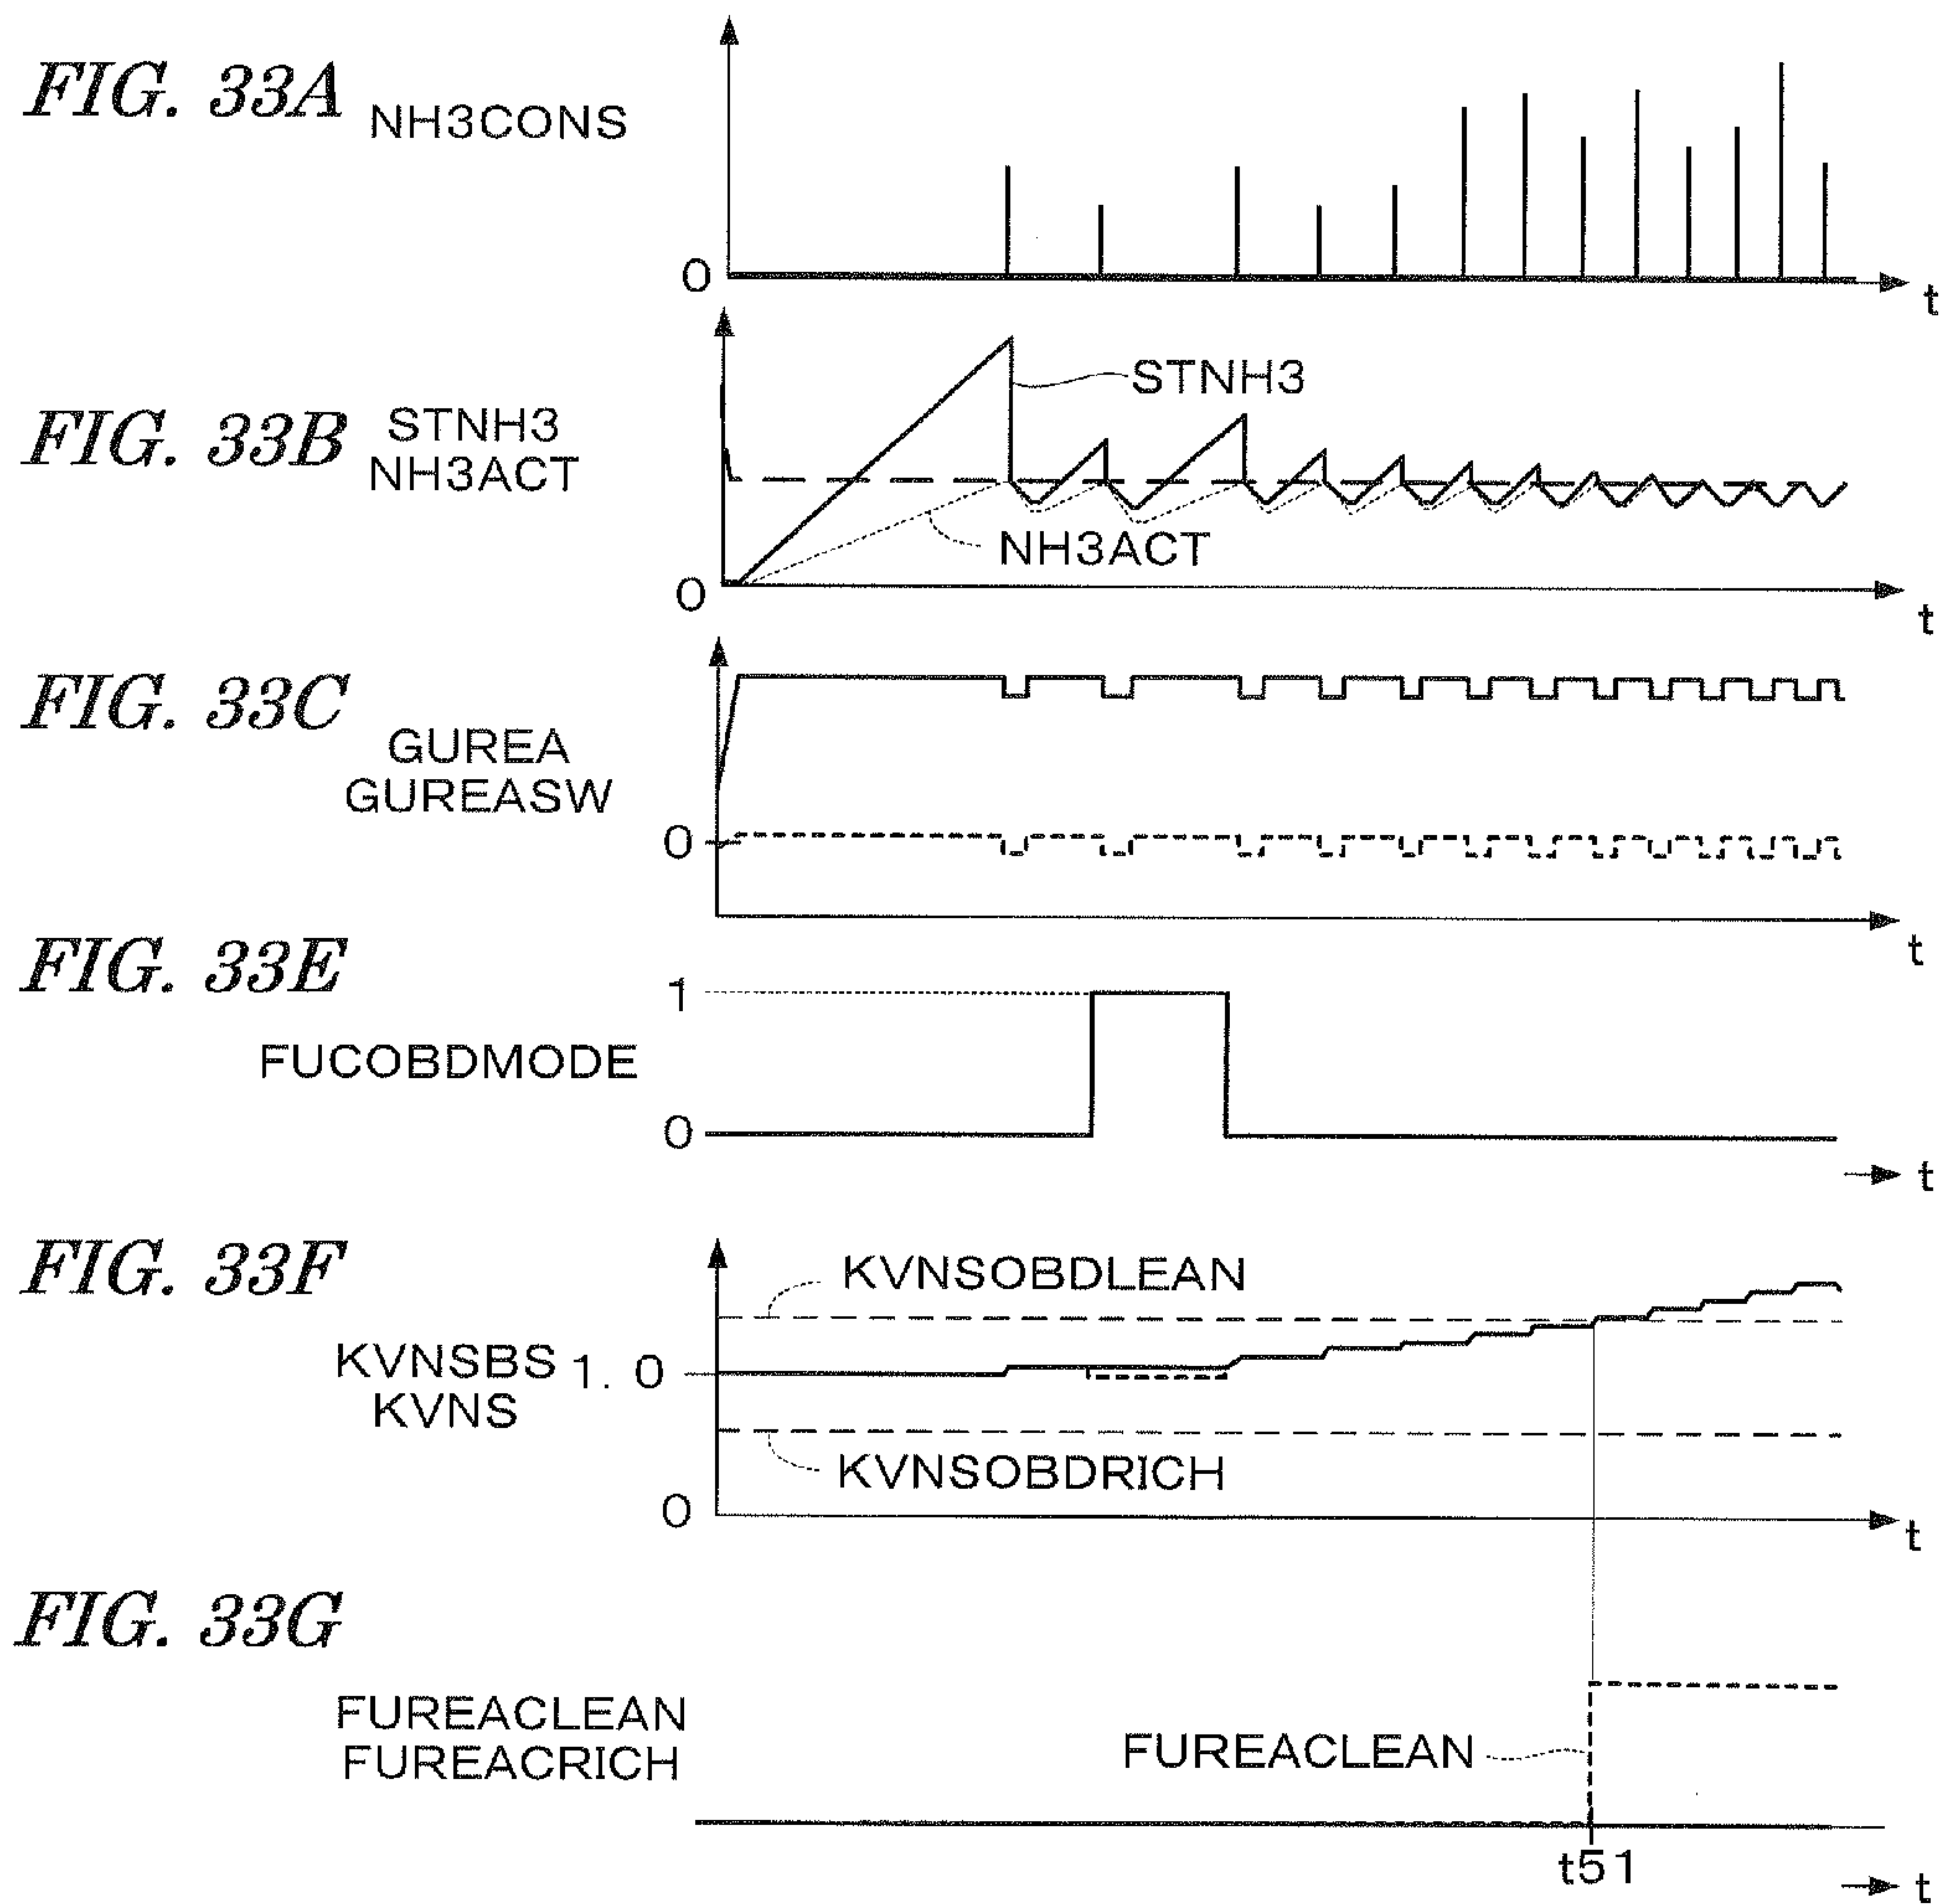 FIG. 33A
NH3CONS
0
t
FIG. 33B
STNH3
NH3ACT
STNH3
NH3ACT
0
t
FIG. 33C
GUREA
GUREASW
0
t
FIG. 33E
1
FUCOBDMODE
0
t
FIG. 33F
KVNSOBDLEAN
KVNSBS
KVNS
1. 0
KVNSOBDRICH
0
t
FIG. 33G
FUREACLEAN
FUREACRICH
FUREACLEAN
t51
t